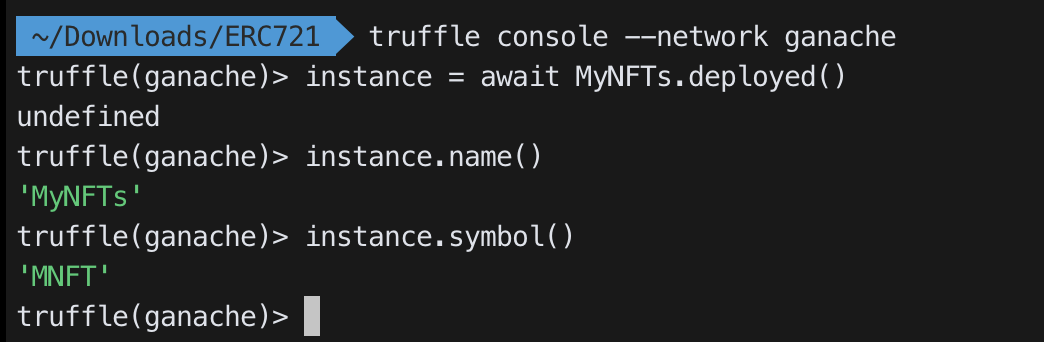 ~/Downloads/ERC721 truffle console --network ganache
truffle(ganache)> instance = await MyNFTs.deployed()
undefined
truffle(ganache)> instance.name()
'MyNFTs'
truffle(ganache)> instance.symbol()
'MNFT'
truffle(ganache)>